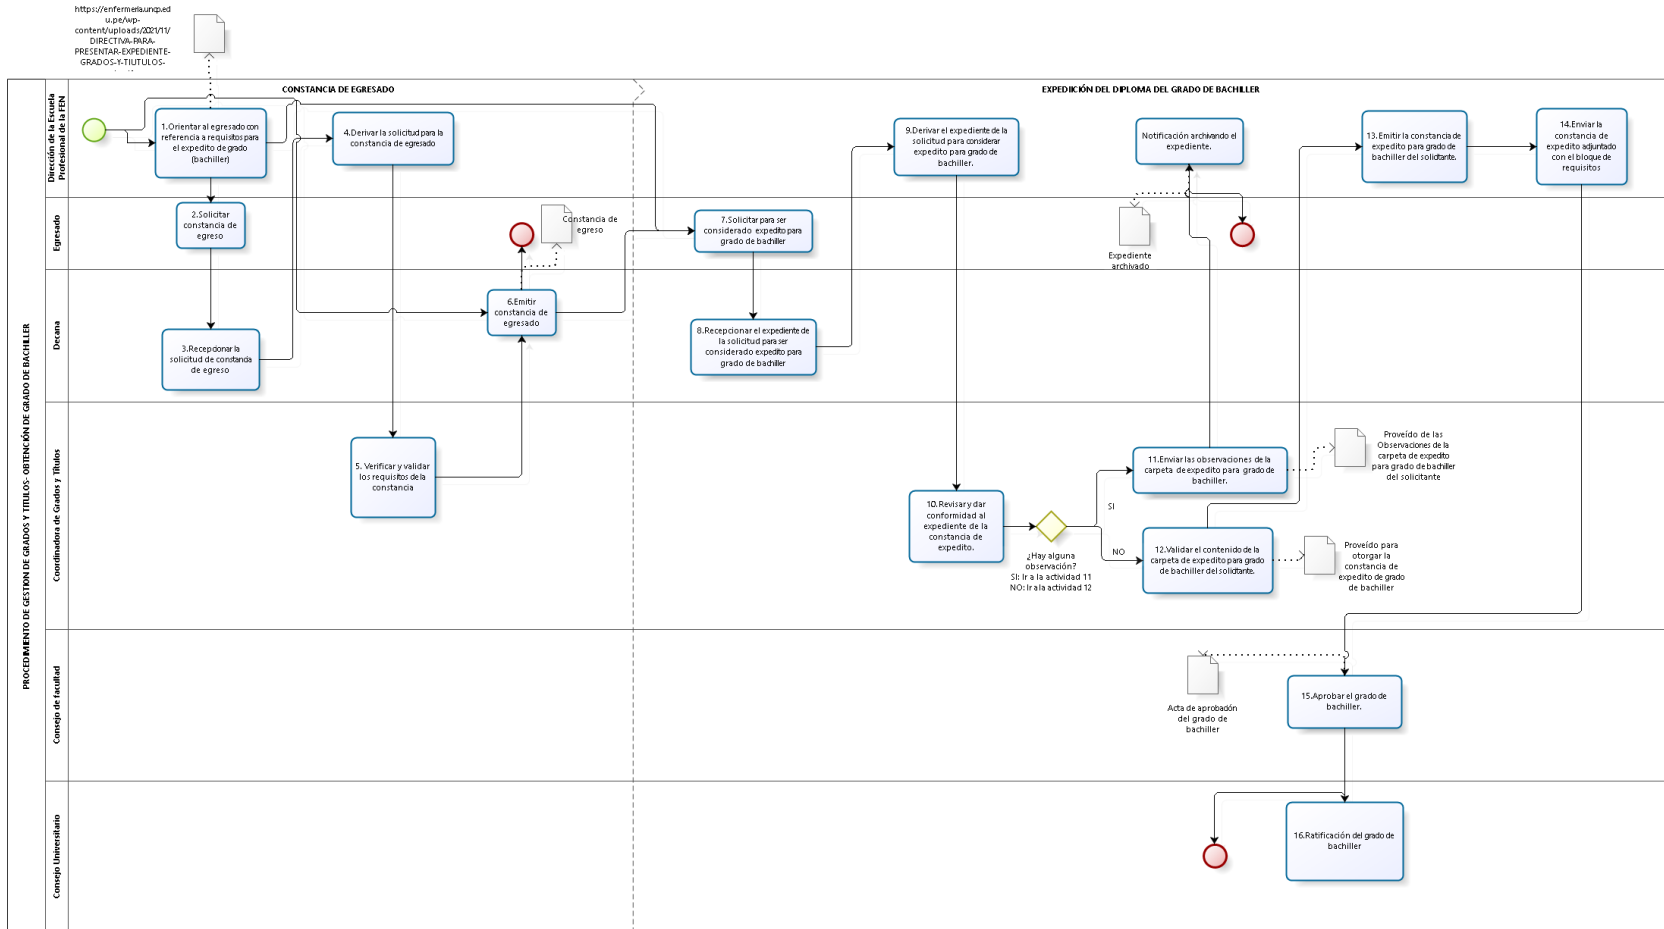 https://enfermeria.uncp.ed
u.pe/wp-
content/uploads/2021/11/
DIRECTIVA-PARA-
PRESENTAR-EXPEDIENTE-
GRADOS-Y-TIUTULOS-
PROCEDIMIENTO DE GESTION DE GRADOS Y TITULOS- OBTENCIÓN DE GRADO DE BACHILLER
CONSTANCIA DE EGRESADO
EXPEDIICIÓN DEL DIPLOMA DEL GRADO DE BACHILLER
Dirección de la Escuela
Profesional de la FEN
1.Orientar al egresado con
referencia a requisitos para
el expedito de grado
(bachiller)
4.Derivar la solicitud para la
constancia de egresado
9.Derivar el expediente de la
solicitud para considerar
expedito para grado de
bachiller.
Notificación archivando el
expediente.
13.Emitir la constancia de
expedito para grado de
bachiller del solicitante.
14.Enviar la
constancia de
expedito adjuntado
con el bloque de
requisitos
Egresado
2.Solicitar
constancia de
egreso
Constancia de
egreso
7.Solicitar para ser
considerado expedito para
grado de bachiller
Expediente
archivado
Decana
3.Recepcionar la
solicitud de constancia
de egreso
6.Emitir
constancia de
egresado
8.Recepcionar el expediente de
la solicitud para ser
considerado expedito para
grado de bachiller
Coordinadora de Grados y Títulos
5. Verificar y validar
los requisitos de la
constancia
10.Revisar y dar
conformidad al
expediente de la
constancia de
expedito.
¿Hay alguna
observación?
SI: Ir a la actividad 11
NO: Ir a la actividad 12
SI
NO
11.Enviar las observaciones de la
carpeta de expedito para grado de
bachiller.
Proveído de las
Observaciones de la
carpeta de expedito
para grado de bachiller
del solicitante
12.Validar el contenido de la
carpeta de expedito para grado
de bachiller del solicitante.
Proveído para
otorgar la
constancia de
expedito de grado
de bachiller
Consejo de facultad
Acta de aprobación
del grado de
bachiller
15.Aprobar el grado de
bachiller.
Consejo Universitario
16.Ratificación del grado de
bachiller